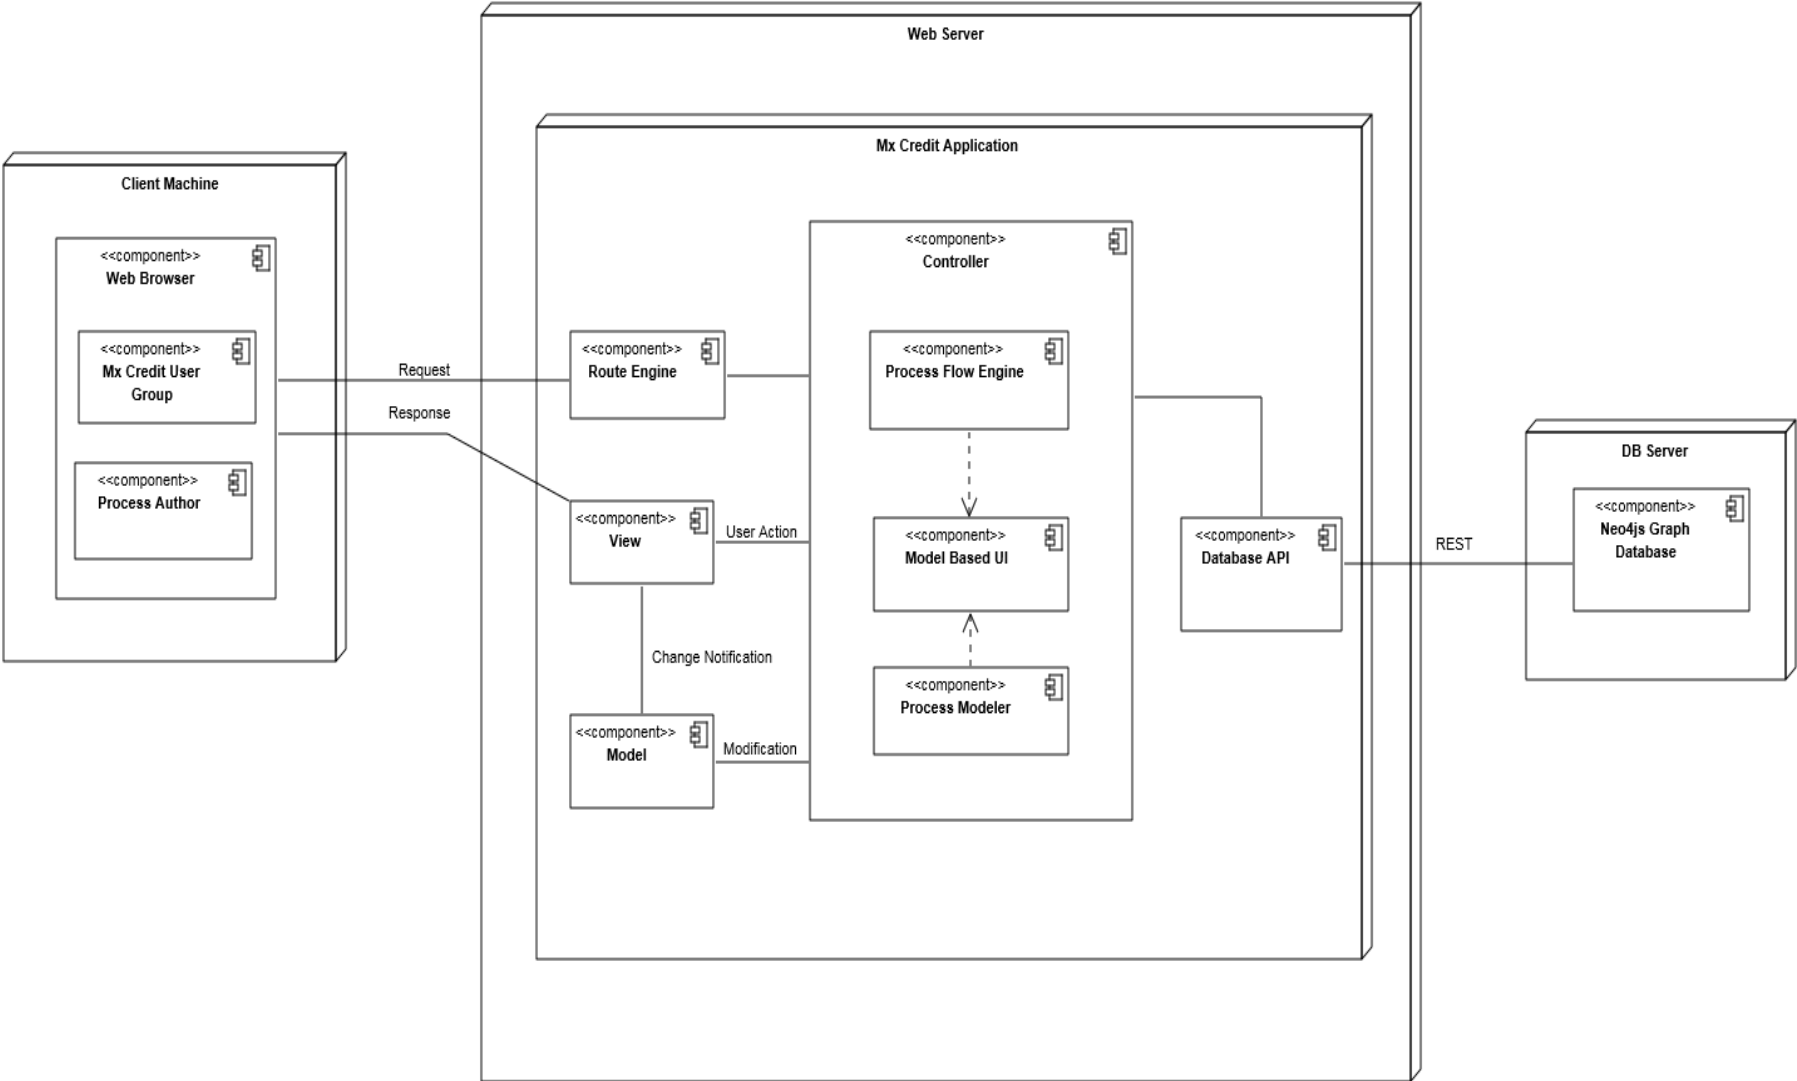 Web Server
Mx Credit Application
Client Machine
<<component>>
Web Browser
<<component>>
Mx Credit User
Group
<<component>>
Process Author
Request
Response
<<component>>
Route Engine
<<component>>
View
User Action
Change Notification
<<component>>
Model
Modification
<<component>>
Controller
<<component>>
Process Flow Engine
<<component>>
Model Based UI
<<component>>
Process Modeler
<<component>>
Database API
REST
DB Server
<<component>>
Neo4js Graph
Database